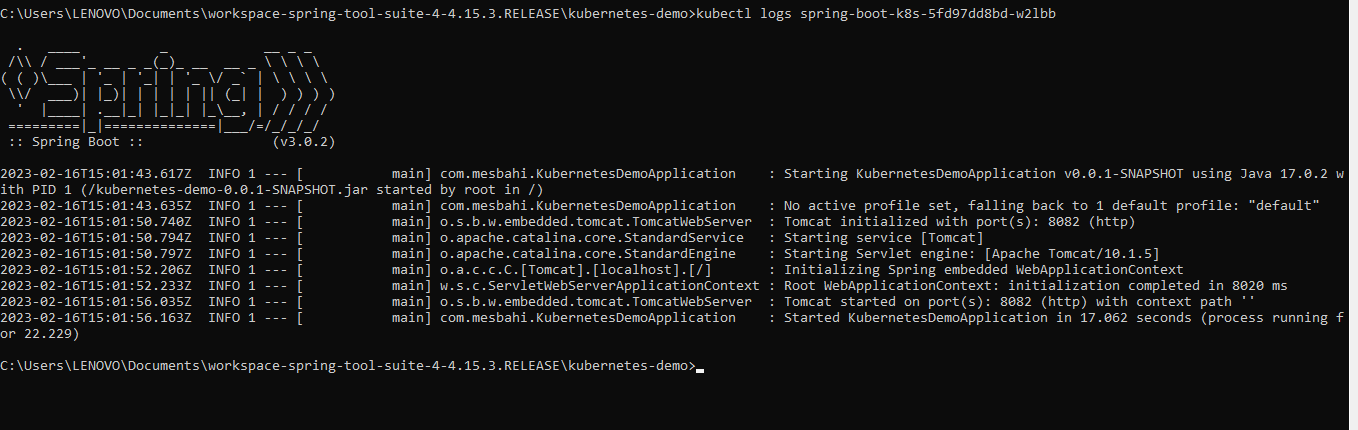 C:\Users\LENOVO\Documents\workspace-spring-tool-suite-4-4.15.3.RELEASE\kubernetes-demo>kubectl logs spring-boot-k8s-5fd97dd8bd-w2lbb
  .   ____          _            __ _ _
 /\\ / ___'_ __ _ _(_)_ __  __ _ \ \ \ \
( ( )\___ | '_ | '_| | '_ \/ _` | \ \ \ \
 \\/  ___)| |_)| | | | | || (_| |  ) ) ) )
  '  |____| .__|_| |_|_| |_\__, | / / / /
 =========|_|==============|___/=/_/_/_/
 :: Spring Boot ::                (v3.0.2)
2023-02-16T15:01:43.617Z  INFO 1 --- [           main] com.mesbahi.KubernetesDemoApplication    : Starting KubernetesDemoApplication v0.0.1-SNAPSHOT using Java 17.0.2 w
ith PID 1 (/kubernetes-demo-0.0.1-SNAPSHOT.jar started by root in /)
2023-02-16T15:01:43.635Z  INFO 1 --- [           main] com.mesbahi.KubernetesDemoApplication    : No active profile set, falling back to 1 default profile: "default"
2023-02-16T15:01:50.740Z  INFO 1 --- [           main] o.s.b.w.embedded.tomcat.TomcatWebServer  : Tomcat initialized with port(s): 8082 (http)
2023-02-16T15:01:50.794Z  INFO 1 --- [           main] o.apache.catalina.core.StandardService   : Starting service [Tomcat]
2023-02-16T15:01:50.797Z  INFO 1 --- [           main] o.apache.catalina.core.StandardEngine    : Starting Servlet engine: [Apache Tomcat/10.1.5]
2023-02-16T15:01:52.206Z  INFO 1 --- [           main] o.a.c.c.C.[Tomcat].[localhost].[/]       : Initializing Spring embedded WebApplicationContext
2023-02-16T15:01:52.233Z  INFO 1 --- [           main] w.s.c.ServletWebServerApplicationContext : Root WebApplicationContext: initialization completed in 8020 ms
2023-02-16T15:01:56.035Z  INFO 1 --- [           main] o.s.b.w.embedded.tomcat.TomcatWebServer  : Tomcat started on port(s): 8082 (http) with context path ''
2023-02-16T15:01:56.163Z  INFO 1 --- [           main] com.mesbahi.KubernetesDemoApplication    : Started KubernetesDemoApplication in 17.062 seconds (process running f
or 22.229)
C:\Users\LENOVO\Documents\workspace-spring-tool-suite-4-4.15.3.RELEASE\kubernetes-demo>